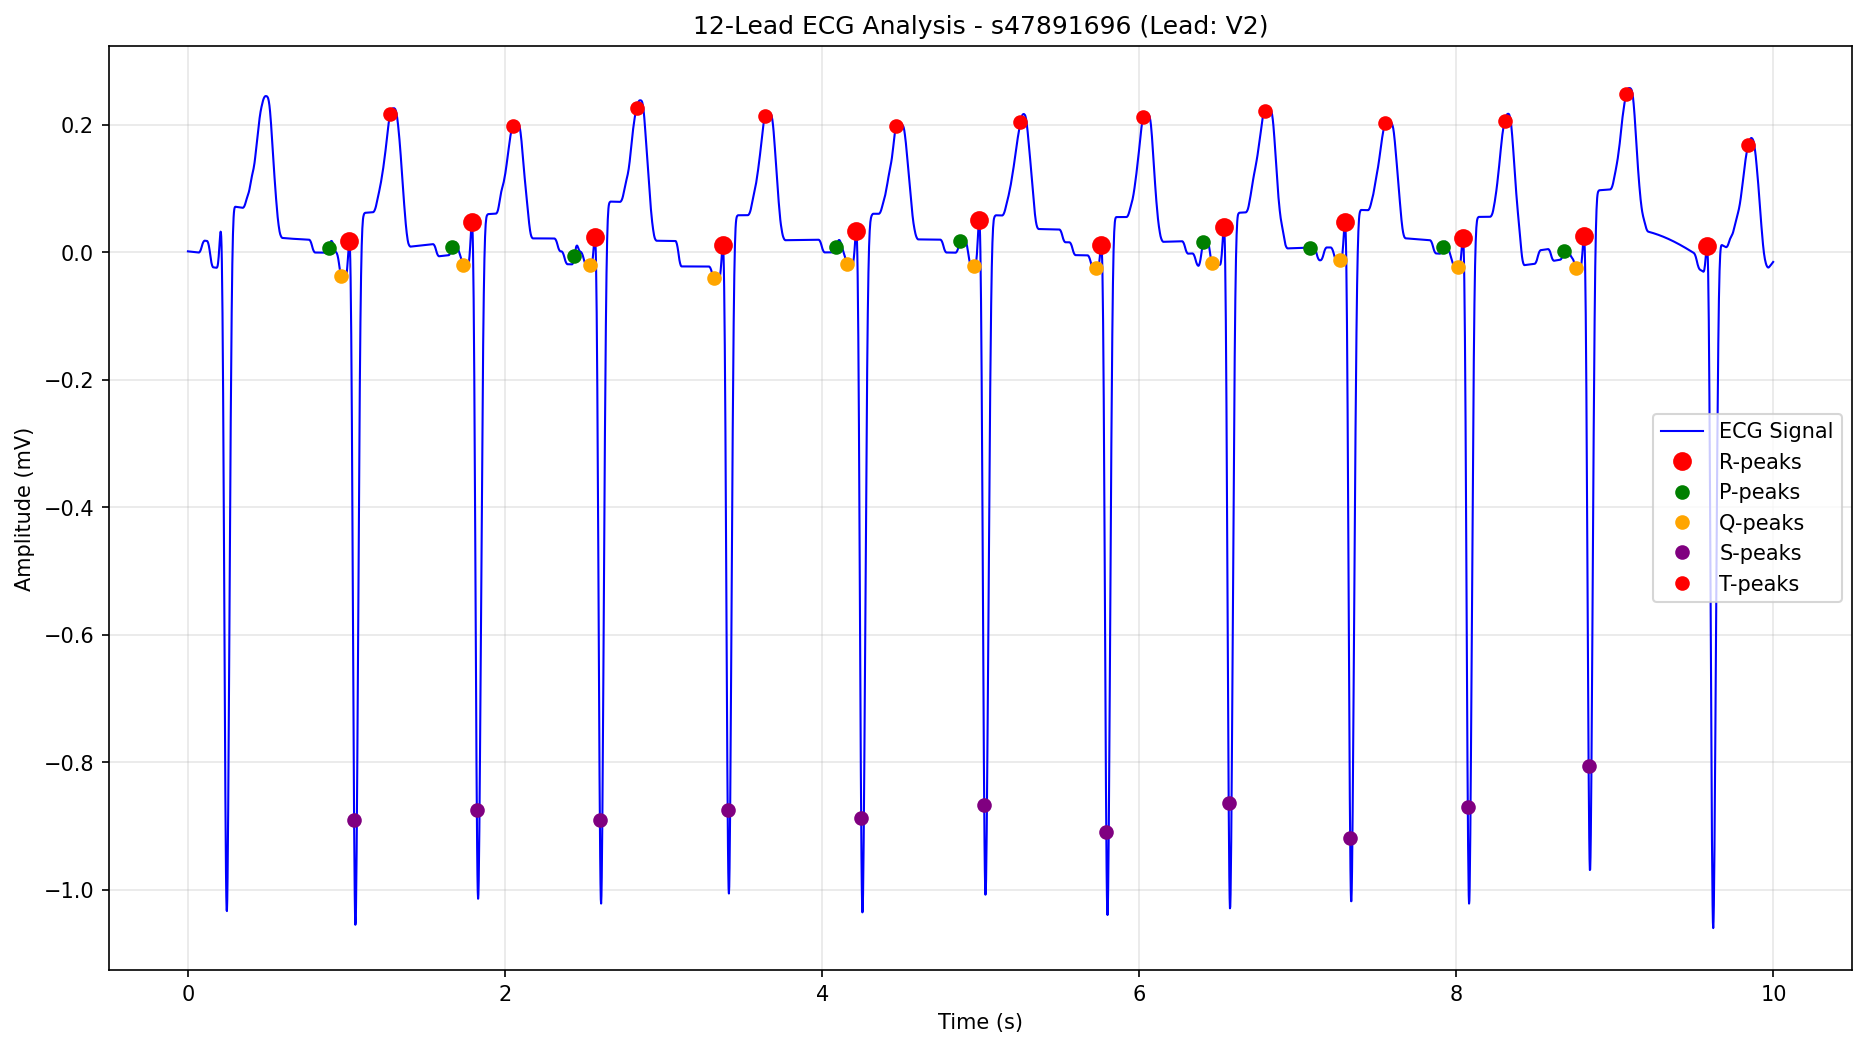 12-Lead ECG Analysis - s47891696 (Lead: V2)
Amplitude (mV)
0.2
0.0
−0.2
−0.4
−0.6
−0.8
−1.0
ECG Signal
R-peaks
P-peaks
Q-peaks
S-peaks
T-peaks
0 2 4 6 8 10
Time (s)